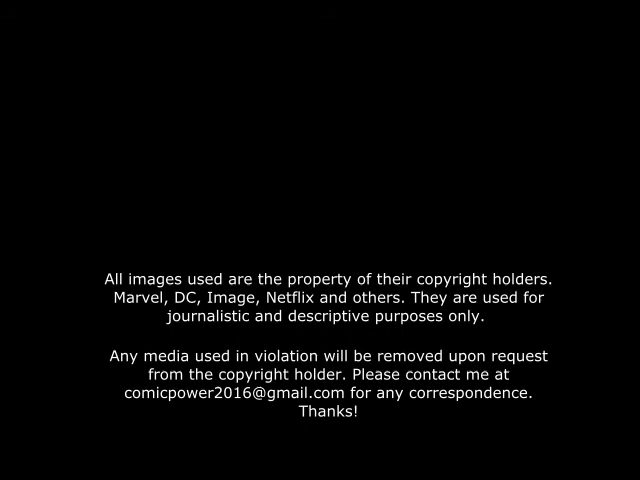 All images used are the property of their copyright holders.
Marvel, DC, Image, Netflix and others. They are used for
journalistic and descriptive purposes only.
Any media used in violation will be removed upon request
from the copyright holder. Please contact me at
comicpower2016@gmail.com for any correspondence.
Thanks!